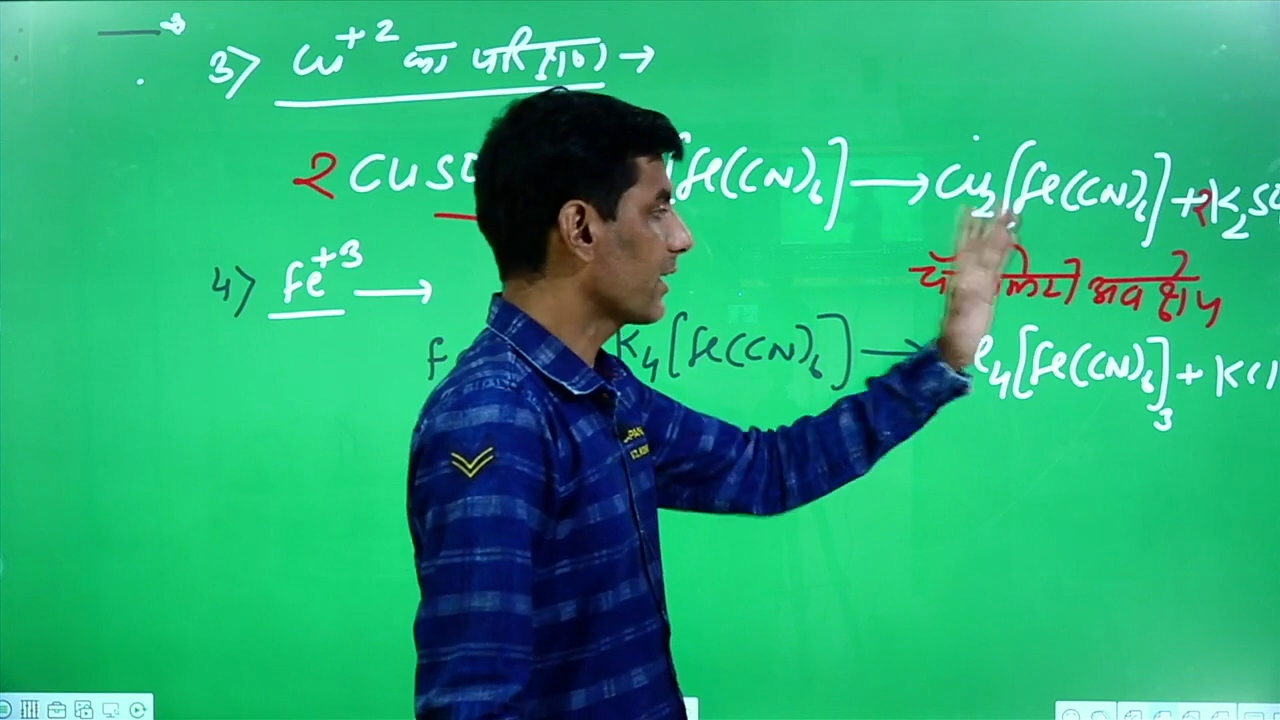 3> Cu+2 का परिक्षण →
2 CUSO [Fe(CN)6] → Cu2[Fe(CN)6] + 2K2SO
4> Fe+3 →
अवक्षेप
F K4[Fe(CN)6] → e4[Fe(CN)6]3 + KCl
JAPAN